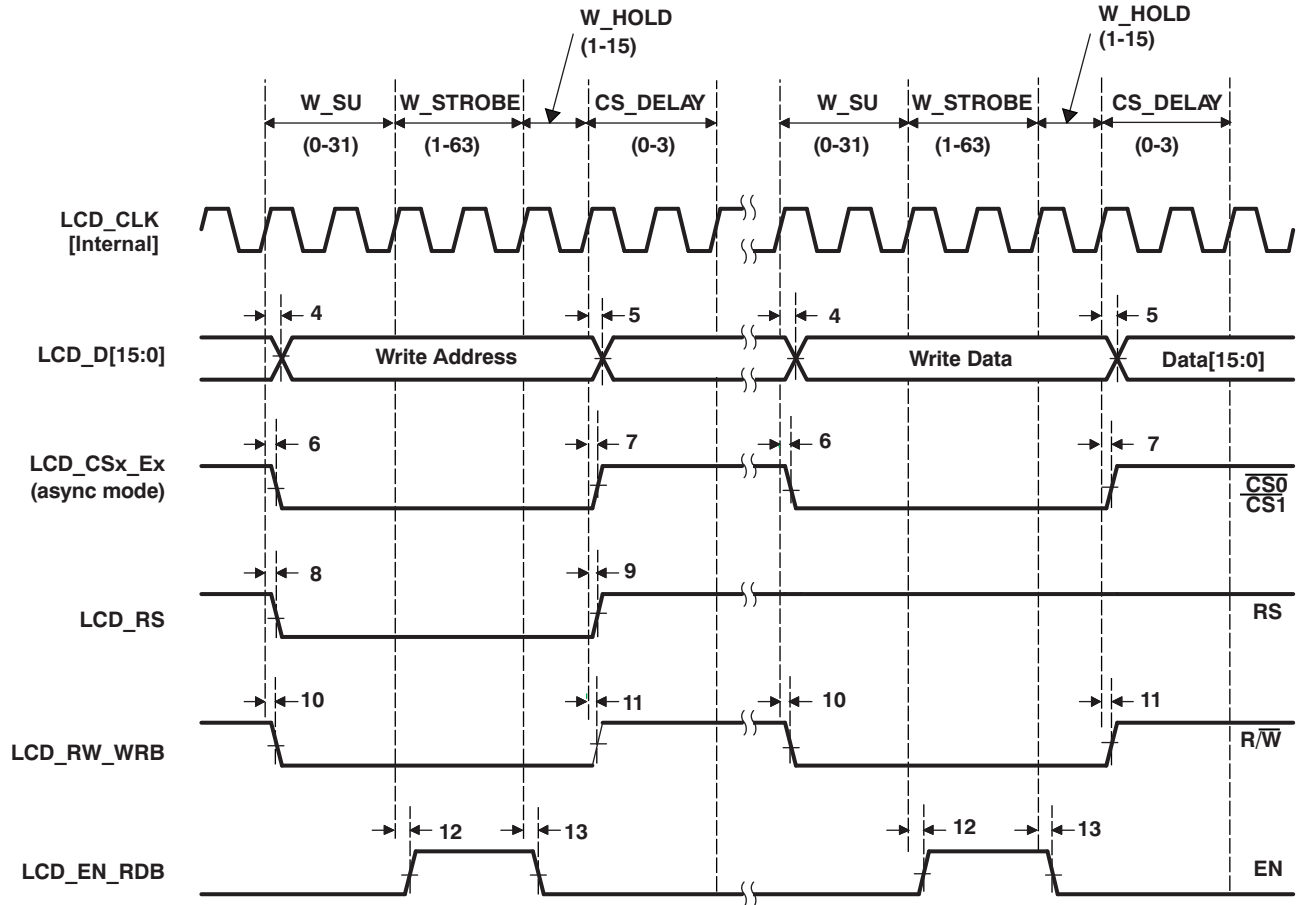 W_HOLD
(1-15)
W_HOLD
(1-15)
W_SU W_STROBE CS_DELAY W_SU W_STROBE CS_DELAY
(0-31) (1-63) (0-3) (0-31) (1-63) (0-3)
LCD_CLK
[Internal]
4 5 4 5
LCD_D[15:0] Write Address Write Data Data[15:0]
6 7 6 7
LCD_CSx_Ex
(async mode)
CS0
CS1
8 9
LCD_RS RS
10 11 10 11
LCD_RW_WRB R/W
12 13 12 13
LCD_EN_RDB EN